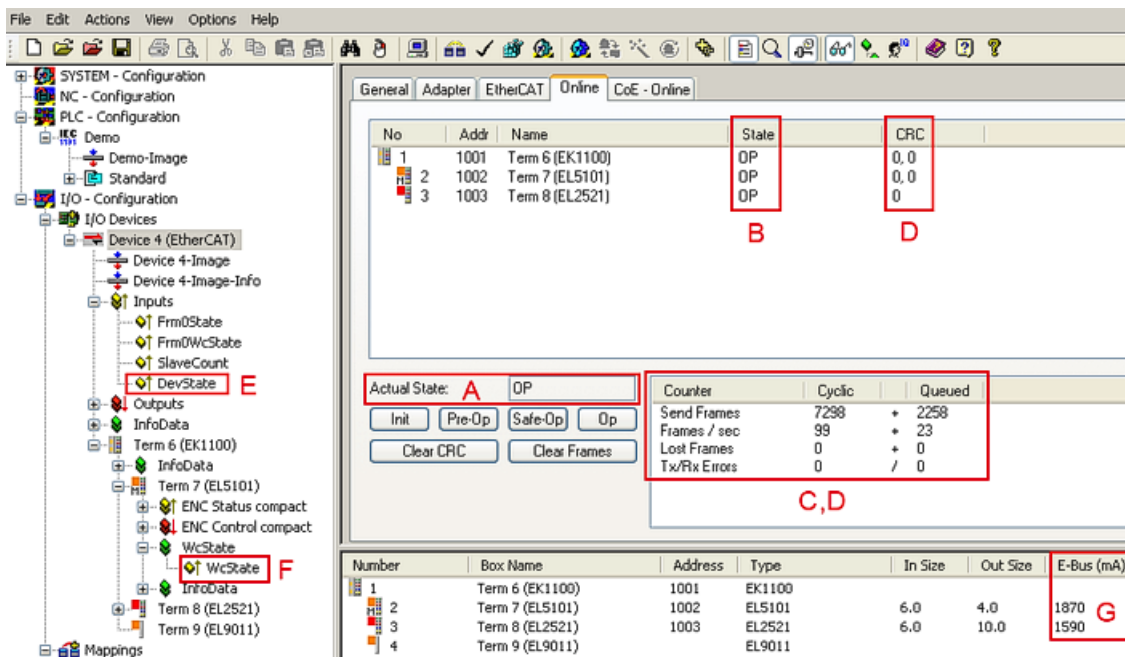 File Edit Actions View Options Help
SYSTEM - Configuration
NC - Configuration
PLC - Configuration
IEC 1131 Demo
Demo-Image
Standard
I/O - Configuration
I/O Devices
Device 4 (EtherCAT)
Device 4-Image
Device 4-Image-Info
Inputs
Frm0State
Frm0WcState
SlaveCount
DevState E
Outputs
InfoData
Term 6 (EK1100)
InfoData
Term 7 (EL5101)
ENC Status compact
ENC Control compact
WcState
WcState F
InfoData
Term 8 (EL2521)
Term 9 (EL9011)
Mappings
General Adapter EtherCAT Online CoE - Online
No Addr Name State CRC
1 1001 Term 6 (EK1100) OP 0, 0
2 1002 Term 7 (EL5101) OP 0, 0
3 1003 Term 8 (EL2521) OP 0
B D
Actual State: A OP
Init Pre-Op Safe-Op Op
Clear CRC Clear Frames
Counter Cyclic Queued
Send Frames 7298 + 2258
Frames / sec 99 + 23
Lost Frames 0 + 0
Tx/Rx Errors 0 / 0
C,D
Number Box Name Address Type In Size Out Size E-Bus (mA)
1 Term 6 (EK1100) 1001 EK1100
2 Term 7 (EL5101) 1002 EL5101 6.0 4.0 1870
3 Term 8 (EL2521) 1003 EL2521 6.0 10.0 1590
G
4 Term 9 (EL9011) EL9011